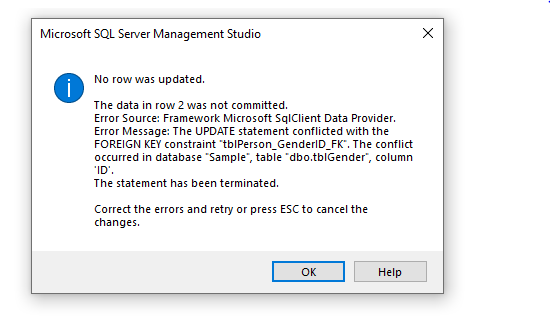 Microsoft SQL Server Management Studio
No row was updated.
The data in row 2 was not committed.
Error Source: Framework Microsoft SqlClient Data Provider.
Error Message: The UPDATE statement conflicted with the
FOREIGN KEY constraint "tblPerson_GenderID_FK". The conflict
occurred in database "Sample", table "dbo.tblGender", column
'ID'.
The statement has been terminated.
Correct the errors and retry or press ESC to cancel the
changes.
OK
Help